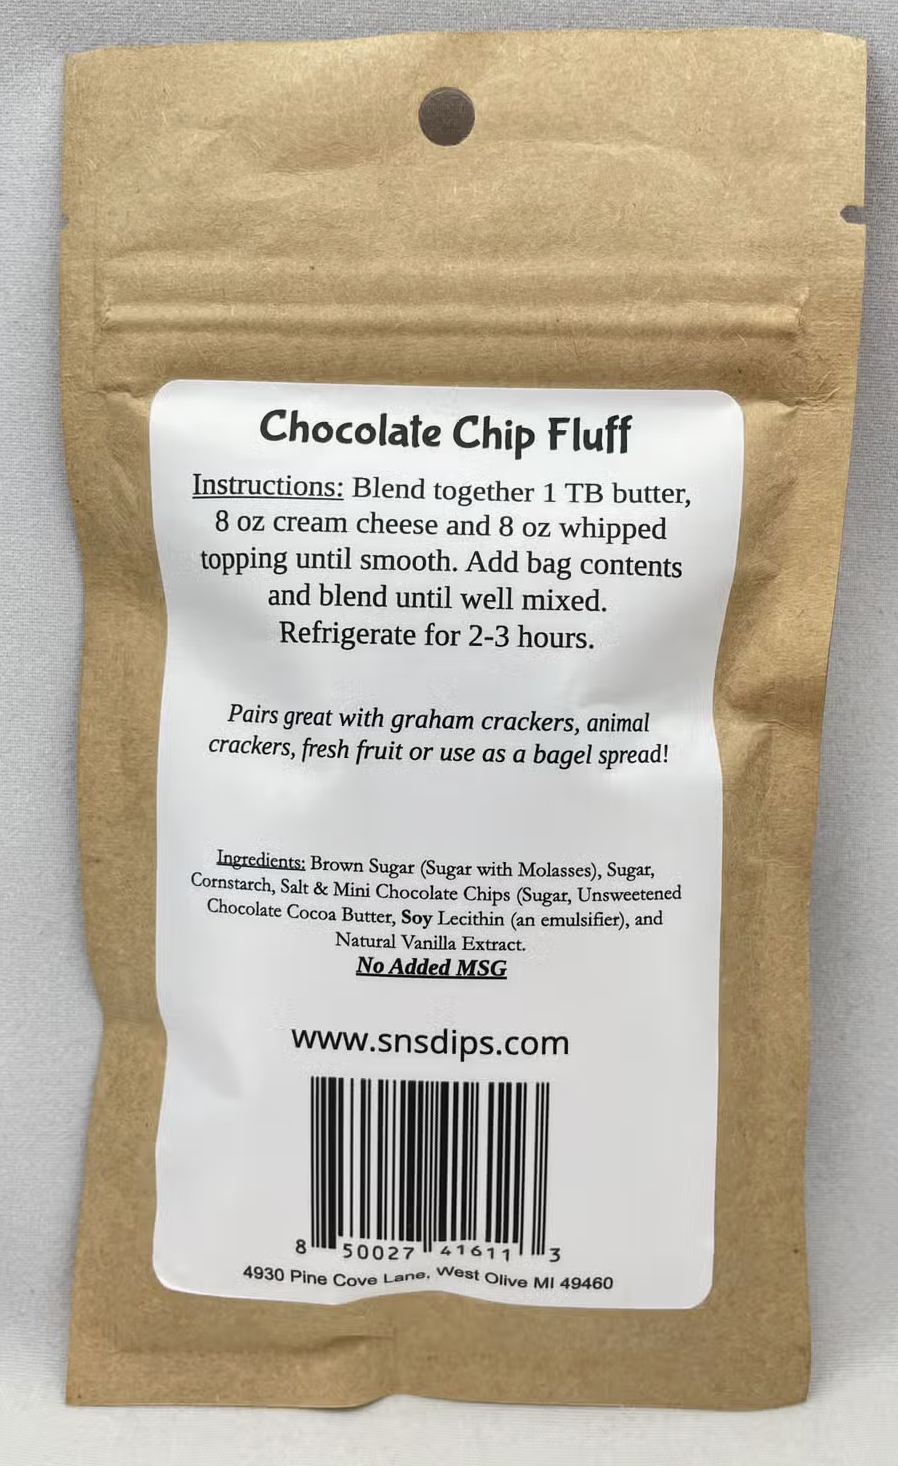 Chocolate Chip Fluff
Instructions: Blend together 1 TB butter,
8 oz cream cheese and 8 oz whipped
topping until smooth. Add bag contents
and blend until well mixed.
Refrigerate for 2-3 hours.
Pairs great with graham crackers, animal
crackers, fresh fruit or use as a bagel spread!
Ingredients: Brown Sugar (Sugar with Molasses), Sugar,
Cornstarch, Salt & Mini Chocolate Chips (Sugar, Unsweetened
Chocolate Cocoa Butter, Soy Lecithin (an emulsifier), and
Natural Vanilla Extract.
No Added MSG
www.snsdips.com
8 50027 41611 3
4930 Pine Cove Lane, West Olive MI 49460